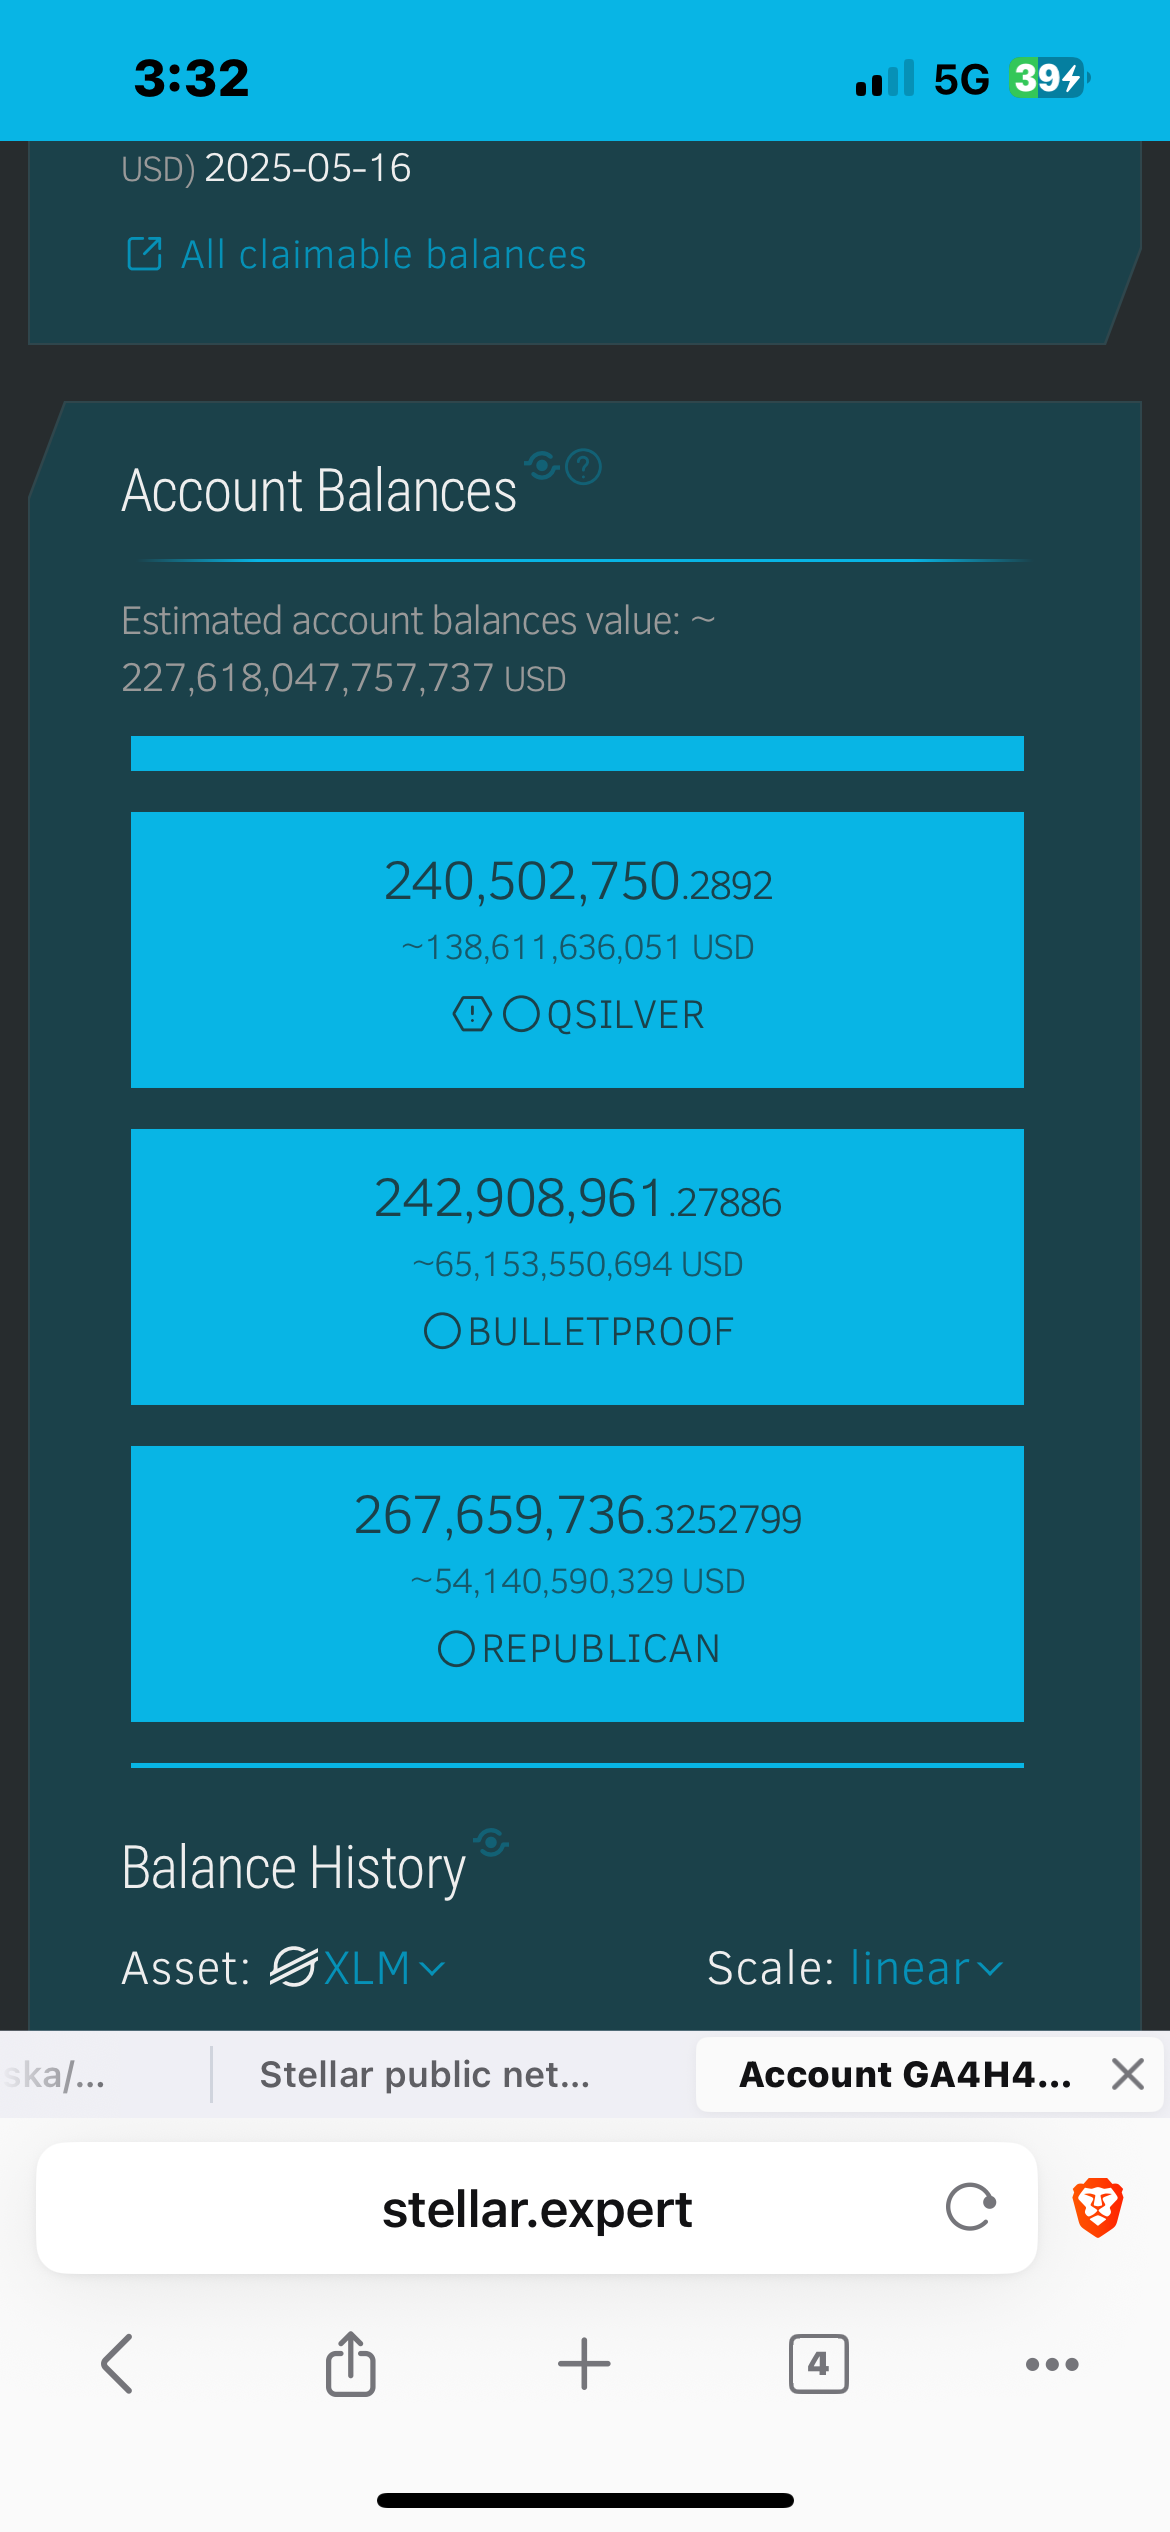 3:32
5G 39
USD) 2025-05-16
All claimable balances
Account Balances
Estimated account balances value: ~
227,618,047,757,737 USD
240,502,750.2892
~138,611,636,051 USD
QSILVER
242,908,961.27886
~65,153,550,694 USD
BULLETPROOF
267,659,736.3252799
~54,140,590,329 USD
REPUBLICAN
Balance History
Asset: XLM Scale: linear
ska/... Stellar public net... Account GA4H4...
stellar.expert
4